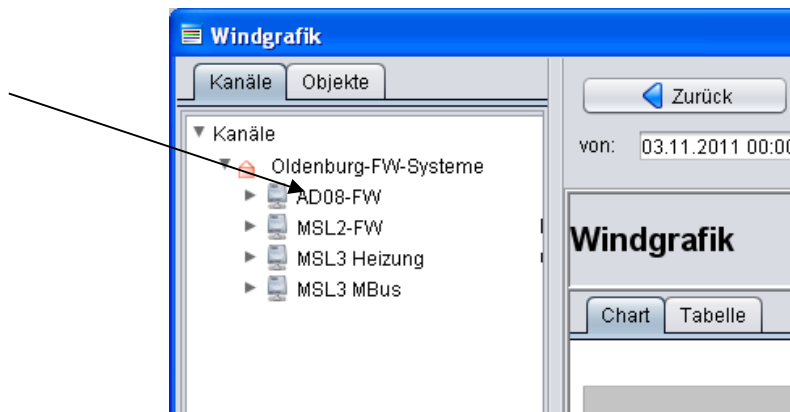 Windgrafik
Kanäle Objekte
Kanäle
Oldenburg-FW-Systeme
AD08-FW
MSL2-FW
MSL3 Heizung
MSL3 MBus
Zurück
von: 03.11.2011 00:00
Windgrafik
Chart Tabelle